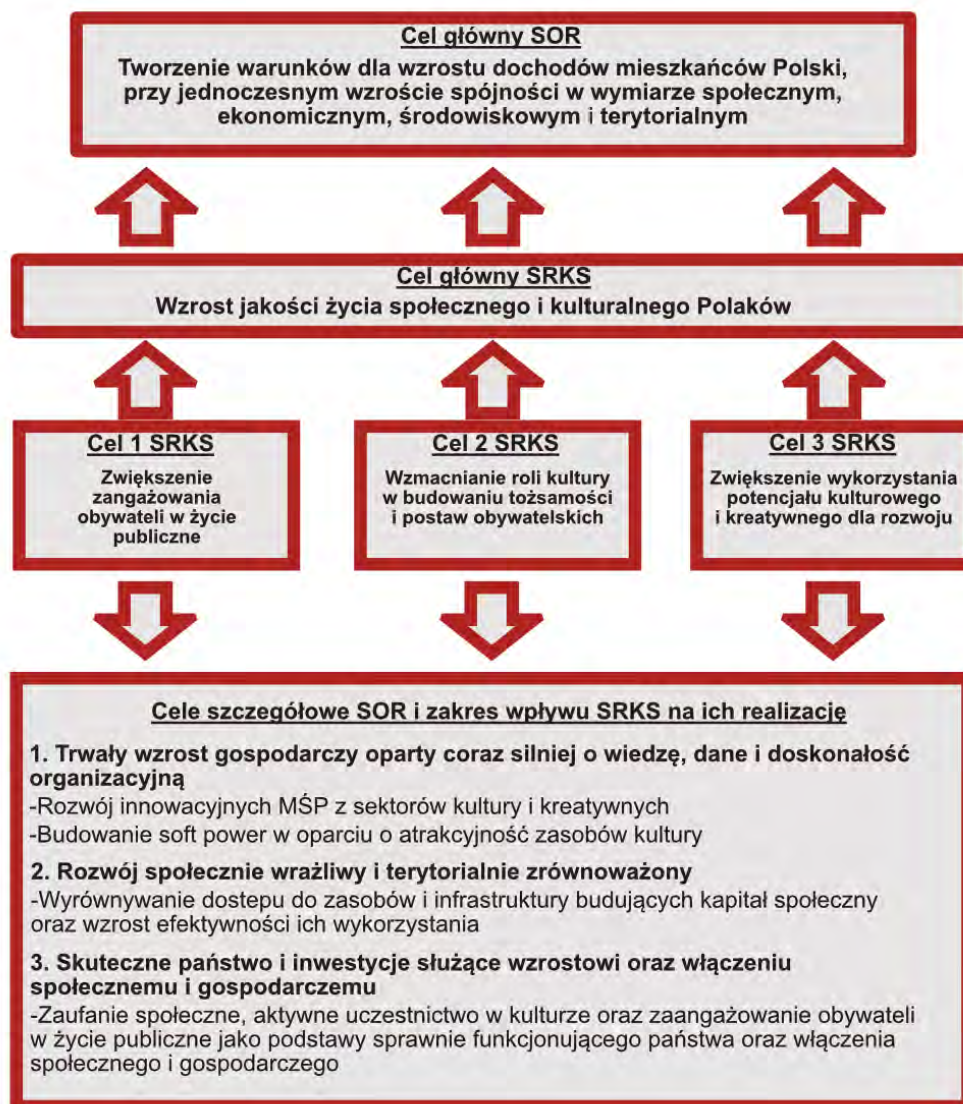 Cel główny SOR
Tworzenie warunków dla wzrostu dochodów mieszkańców Polski,
przy jednoczesnym wzroście spójności w wymiarze społecznym,
ekonomicznym, środowiskowym i terytorialnym
Cel główny SRKS
Wzrost jakości życia społecznego i kulturalnego Polaków
Cel 1 SRKS
Zwiększenie
zangażowania
obywateli w życie
publiczne
Cel 2 SRKS
Wzmacnianie roli kultury
w budowaniu tożsamości
i postaw obywatelskich
Cel 3 SRKS
Zwiększenie wykorzystania
potencjału kulturowego
i kreatywnego dla rozwoju
Cele szczegółowe SOR i zakres wpływu SRKS na ich realizację
1. Trwały wzrost gospodarczy oparty coraz silniej o wiedzę, dane i doskonałość
organizacyjną
-Rozwój innowacyjnych MŚP z sektorów kultury i kreatywnych
-Budowanie soft power w oparciu o atrakcyjność zasobów kultury
2. Rozwój społecznie wrażliwy i terytorialnie zrównoważony
-Wyrównywanie dostepu do zasobów i infrastruktury budujących kapitał społeczny
oraz wzrost efektywności ich wykorzystania
3. Skuteczne państwo i inwestycje służące wzrostowi oraz włączeniu
społecznemu i gospodarczemu
-Zaufanie społeczne, aktywne uczestnictwo w kulturze oraz zaangażowanie obywateli
w życie publiczne jako podstawy sprawnie funkcjonującego państwa oraz włączenia
społecznego i gospodarczego